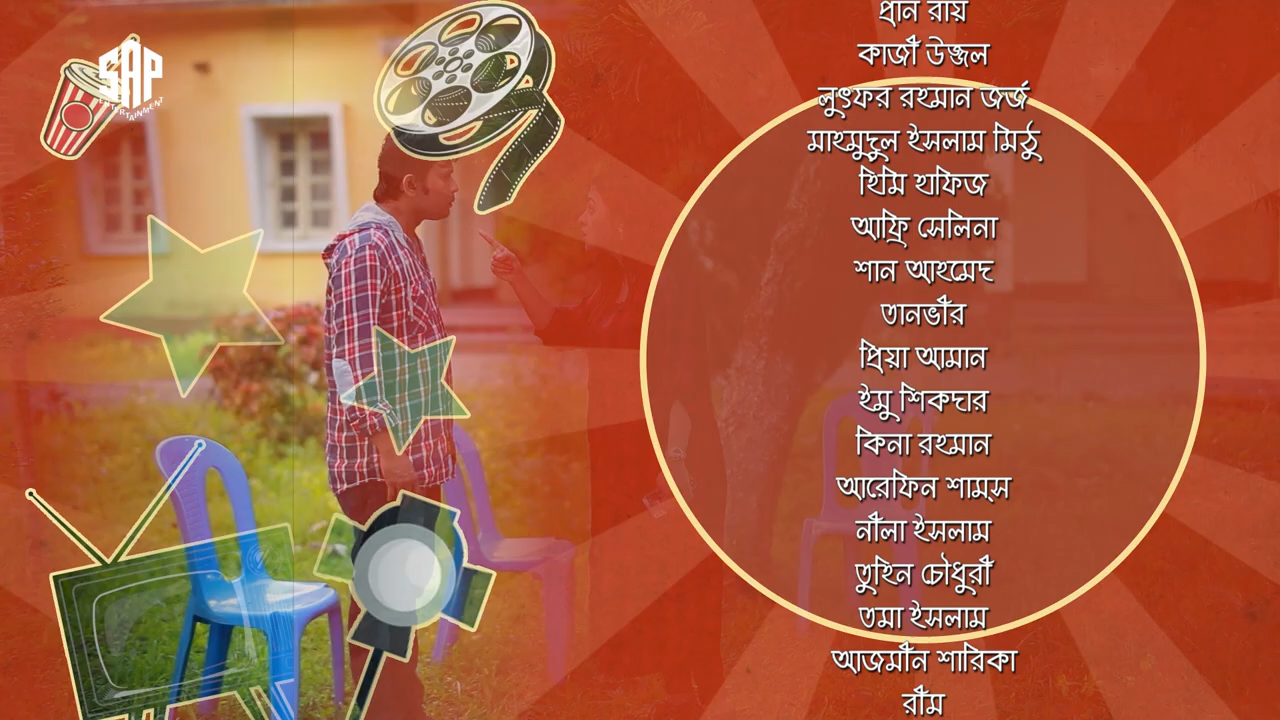 SAP
ENTERTAINMENT
প্রান রায়
কাজী উজ্জল
লুৎফর রহমান জর্জ
মাহমুদুল ইসলাম মিঠু
হিমি হাফিজ
আফ্রি সেলিনা
শান আহমেদ
তানভীর
প্রিয়া আমান
ইমু শিকদার
কিনা রহমান
আরেফিন শাম্স
নীলা ইসলাম
তুহিন চৌধুরী
তমা ইসলাম
আজমীন শারিকা
রীম